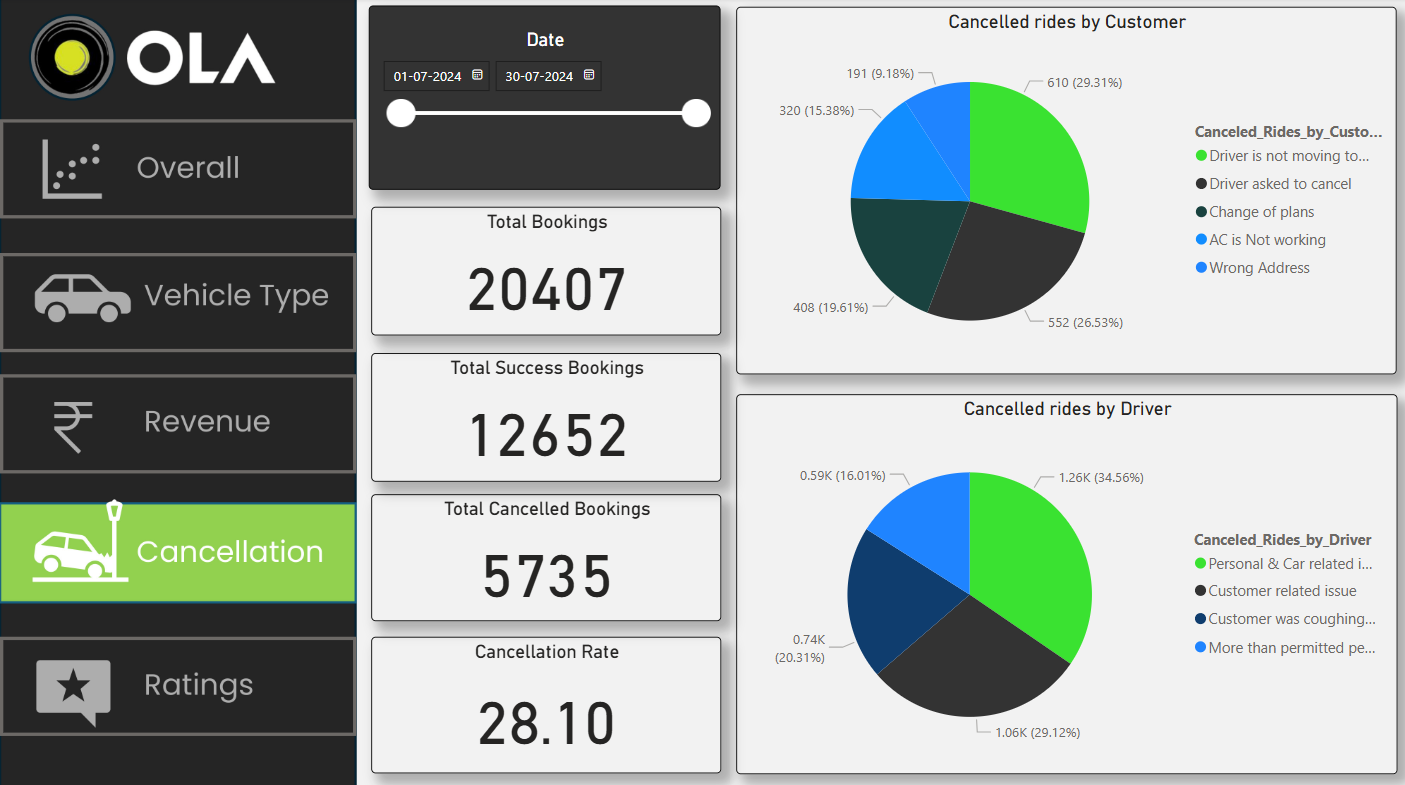 OLA
Overall
Vehicle Type
Revenue
Cancellation
Ratings
Date
01-07-2024
30-07-2024
Total Bookings
20407
Total Success Bookings
12652
Total Cancelled Bookings
5735
Cancellation Rate
28.10
Cancelled rides by Customer
191 (9.18%)
610 (29.31%)
320 (15.38%)
408 (19.61%)
552 (26.53%)
Canceled_Rides_by_Custo...
Driver is not moving to...
Driver asked to cancel
Change of plans
AC is Not working
Wrong Address
Cancelled rides by Driver
0.59K (16.01%)
1.26K (34.56%)
0.74K
(20.31%)
1.06K (29.12%)
Canceled_Rides_by_Driver
Personal & Car related i...
Customer related issue
Customer was coughing...
More than permitted pe...